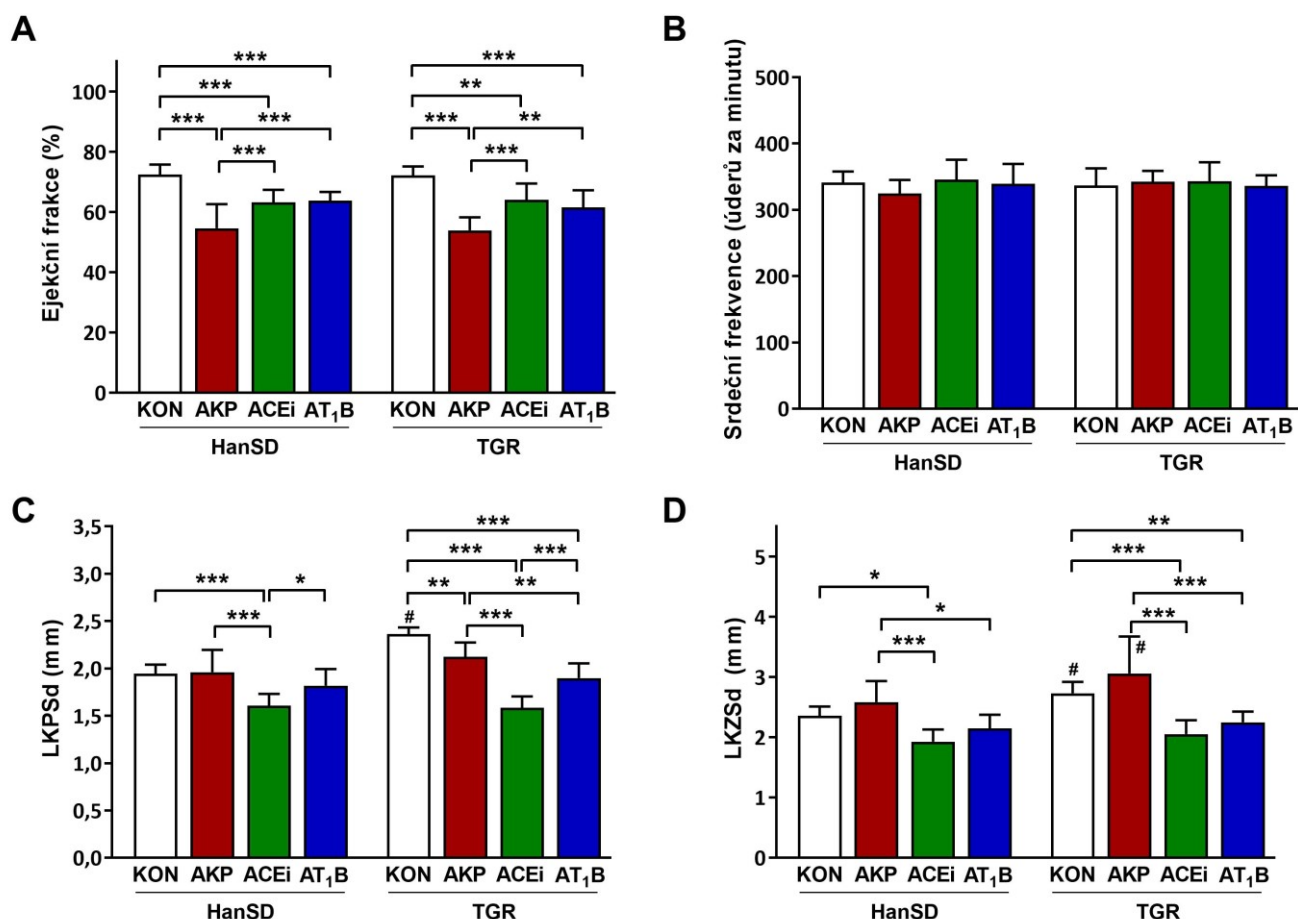 A
Ejekční frakce (%)
100
80
60
40
20
0
*** ***
*** **
*** *** *** **
*** ***
KON AKP ACEi AT₁B KON AKP ACEi AT₁B
HanSD TGR
B
Srdeční frekvence (úderů za minutu)
500
400
300
200
100
0
KON AKP ACEi AT₁B KON AKP ACEi AT₁B
HanSD TGR
C
LKPSd (mm)
3,5
3,0
2,5
2,0
1,5
1,0
0,5
0,0
***
*** ***
*** * ** **
*** # ***
KON AKP ACEi AT₁B KON AKP ACEi AT₁B
HanSD TGR
D
LKZSd (mm)
5
4
3
2
1
0
**
* ***
* ***
*** ***
# #
KON AKP ACEi AT₁B KON AKP ACEi AT₁B
HanSD TGR